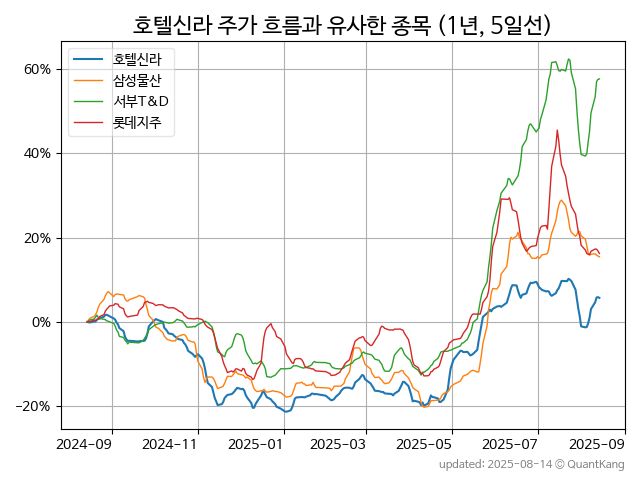 호텔신라 주가 흐름과 유사한 종목 (1년, 5일선)
호텔신라
삼성물산
서부T&D
롯데지주
60%
40%
20%
0%
−20%
2024-09
2024-11
2025-01
2025-03
2025-05
2025-07
2025-09
updated: 2025-08-14 © QuantKang